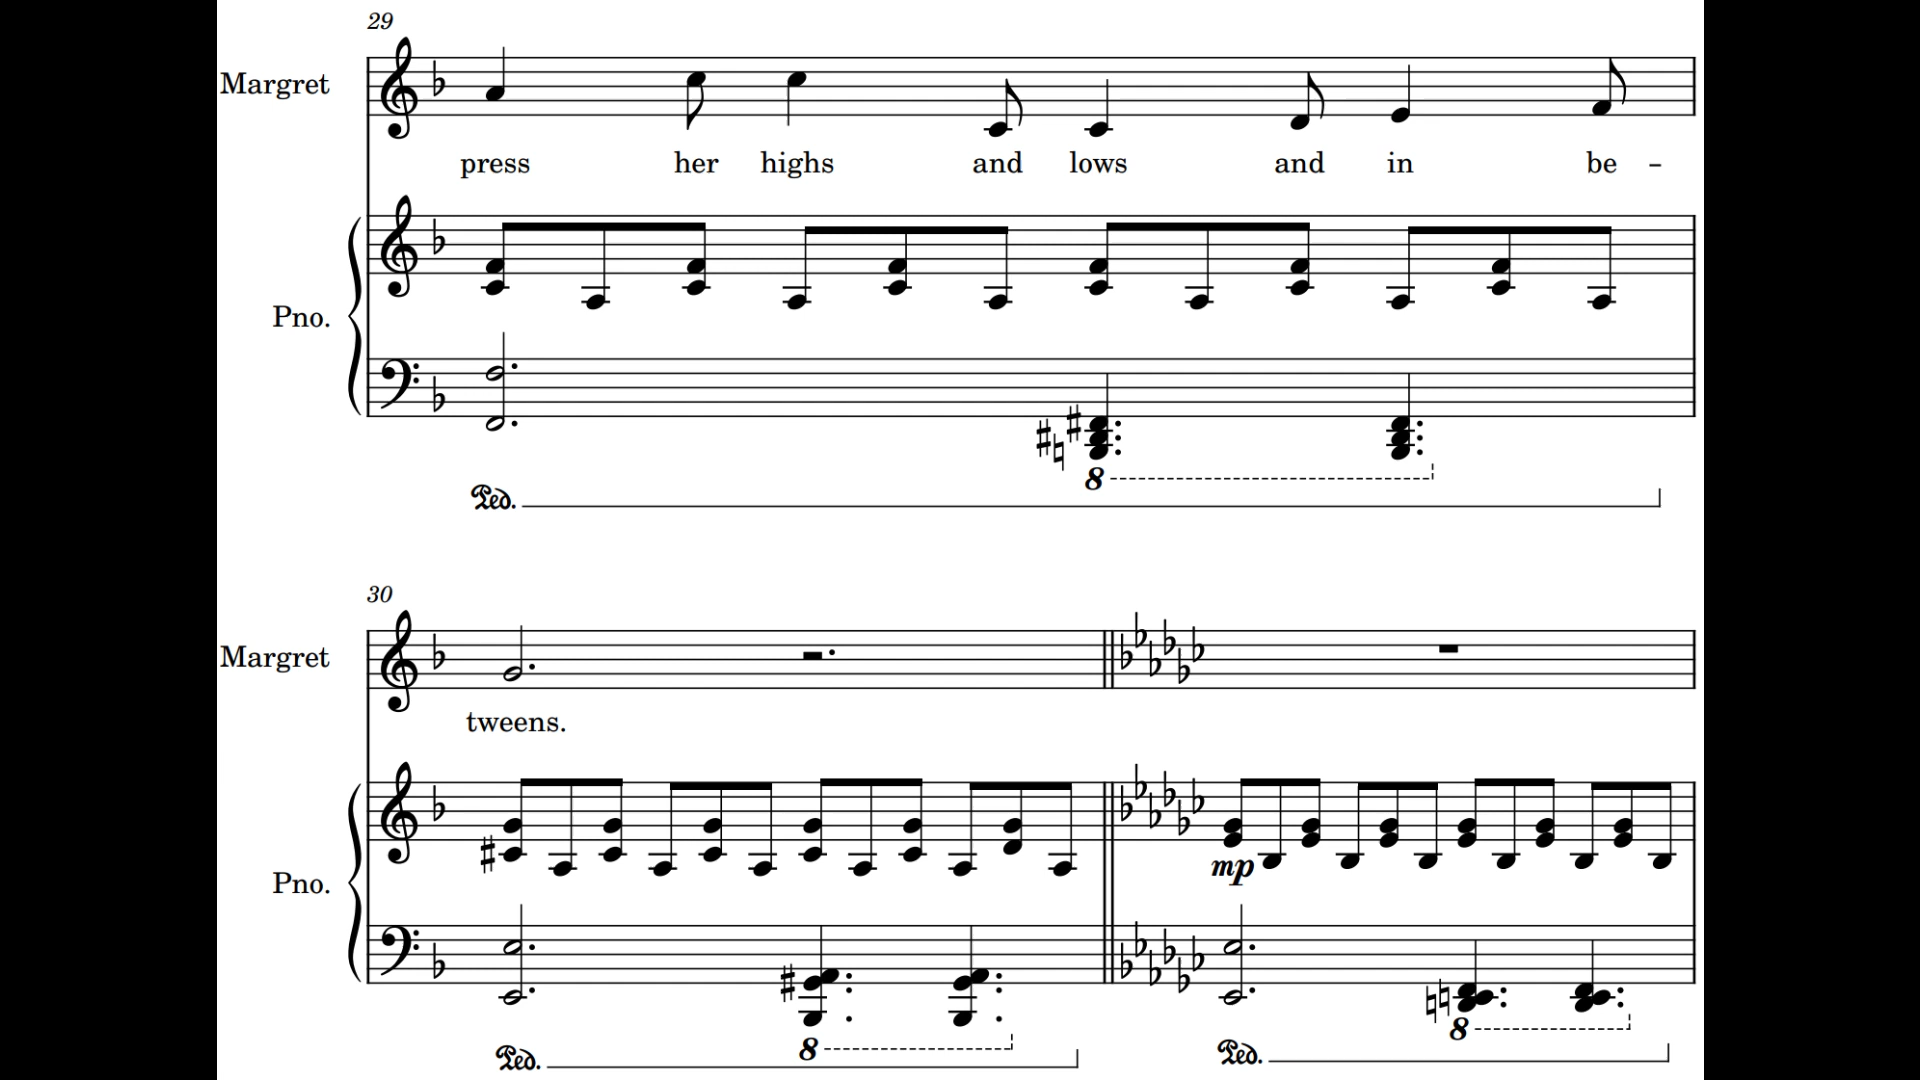 29
Margret
press her highs and lows and in be –
Pno.
8
Ped.
30
Margret
tweens.
Pno.
mp
8
8
Ped.
Ped.